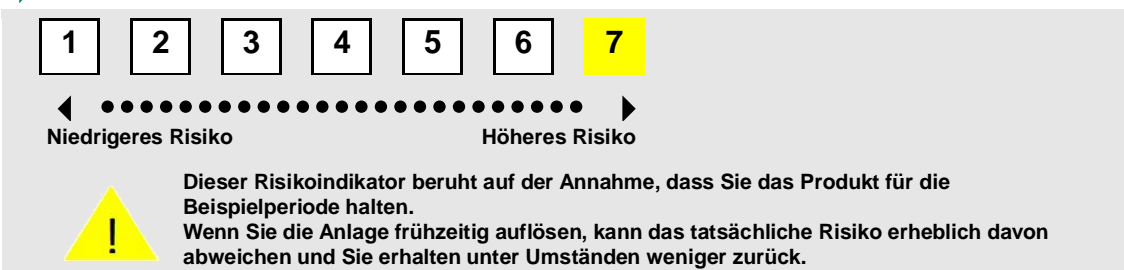 1 2 3 4 5 6 7
Niedrigeres Risiko Höheres Risiko
!
Dieser Risikoindikator beruht auf der Annahme, dass Sie das Produkt für die
Beispielperiode halten.
Wenn Sie die Anlage frühzeitig auflösen, kann das tatsächliche Risiko erheblich davon
abweichen und Sie erhalten unter Umständen weniger zurück.